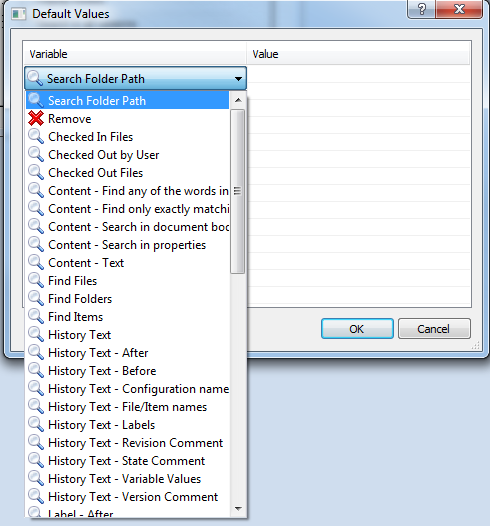 Default Values
Variable Value
Search Folder Path
Search Folder Path
Remove
Checked In Files
Checked Out by User
Checked Out Files
Content - Find any of the words in
Content - Find only exactly matchi
Content - Search in document bod
Content - Search in properties
Content - Text
Find Files
Find Folders
Find Items
OK Cancel
History Text
History Text - After
History Text - Before
History Text - Configuration name
History Text - File/Item names
History Text - Labels
History Text - Revision Comment
History Text - State Comment
History Text - Variable Values
History Text - Version Comment
Label - After